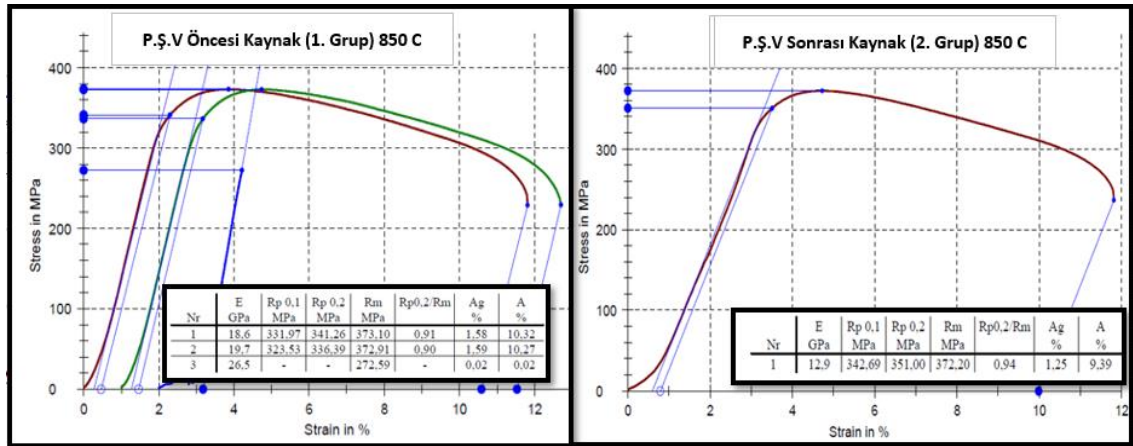 P.Ş.V Öncesi Kaynak (1. Grup) 850 C
400
300
200
100
0
Stress in MPa
0 2 4 6 8 10 12
Strain in %
E Rp 0,1 Rp 0,2 Rm Rp0,2/Rm Ag A
Nr GPa MPa MPa MPa % %
1 18,6 331,97 341,26 373,10 0,91 1,58 10,32
2 19,7 323,53 336,39 372,91 0,90 1,59 10,27
3 26,5 - - 272,59 - 0,02 0,02
P.Ş.V Sonrası Kaynak (2. Grup) 850 C
400
300
200
100
0
Stress in MPa
0 2 4 6 8 10 12
Strain in %
E Rp 0,1 Rp 0,2 Rm Rp0,2/Rm Ag A
Nr GPa MPa MPa MPa % %
1 12,9 342,69 351,00 372,20 0,94 1,25 9,39